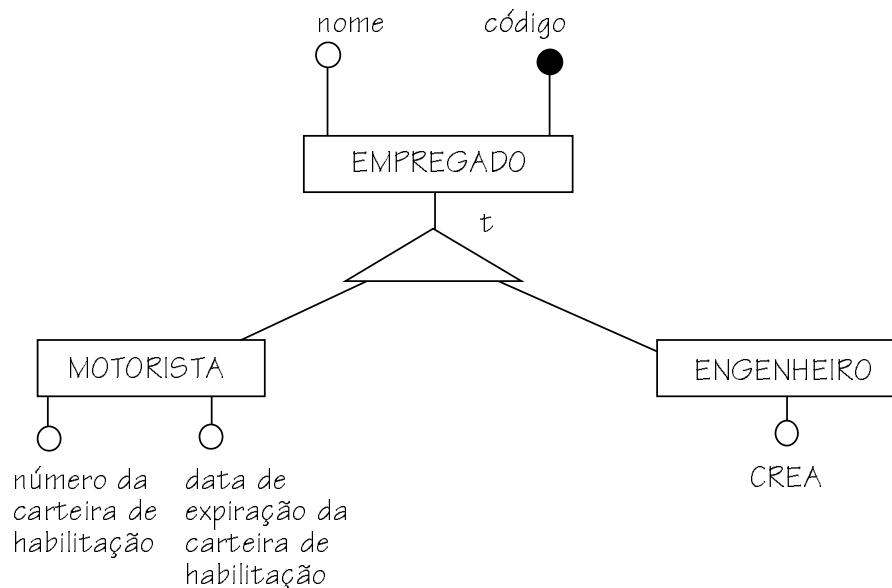 nome
código
EMPREGADO
t
MOTORISTA
ENGENHEIRO
número da
carteira de
habilitação
data de
expiração da
carteira de
habilitação
CREA